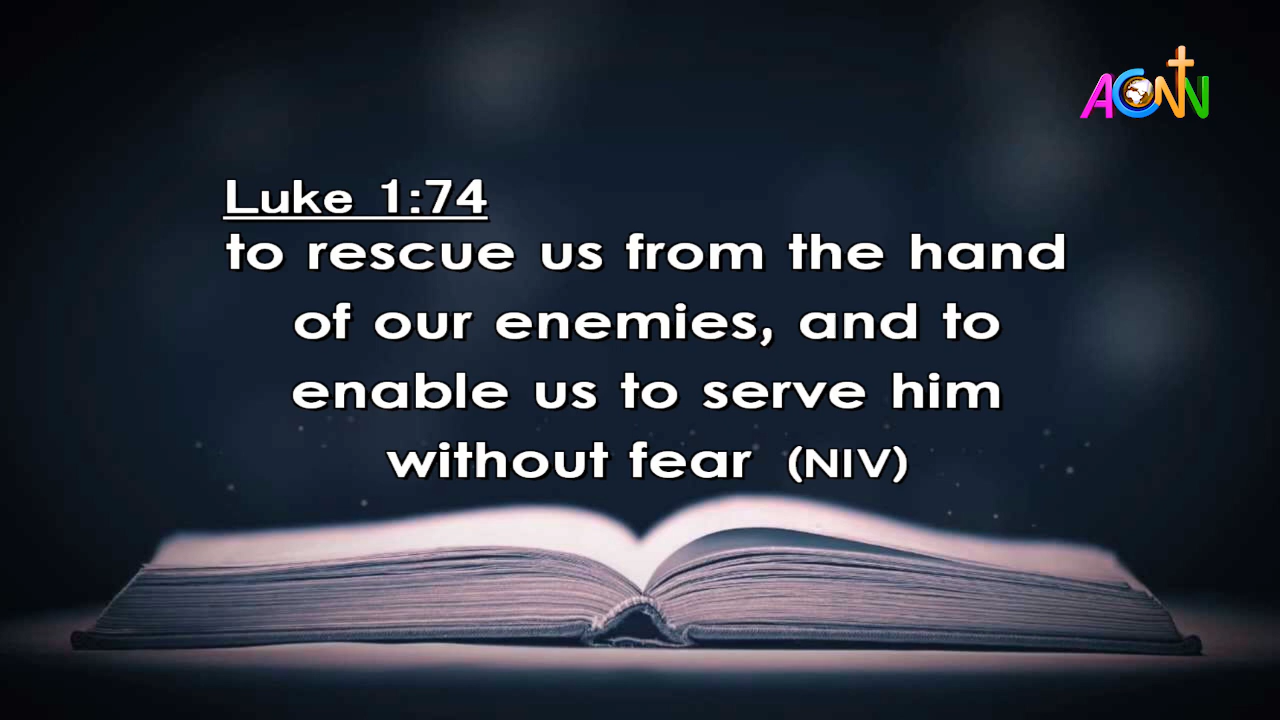 ACNN
Luke 1:74
to rescue us from the hand
of our enemies, and to
enable us to serve him
without fear (NIV)